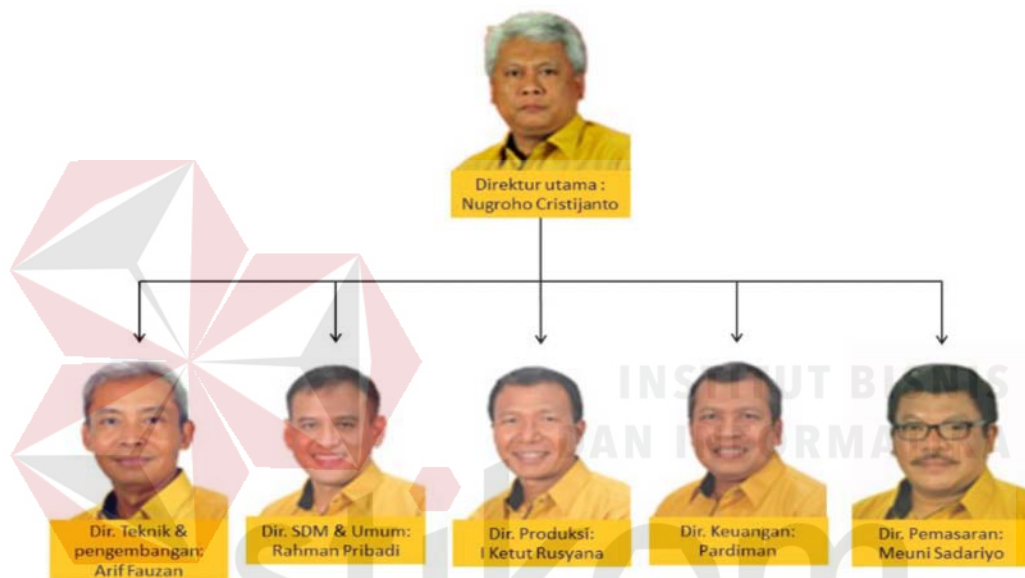 Direktur utama :
Nugroho Cristijanto
INSTITUT BISNIS
DAN INFORMATIKA
Dir. Teknik &
pengembangan:
Arif Fauzan
Dir. SDM & Umum:
Rahman Pribadi
Dir. Produksi:
I Ketut Rusyana
Dir. Keuangan:
Pardiman
Dir. Pemasaran:
Meuni Sadariyo